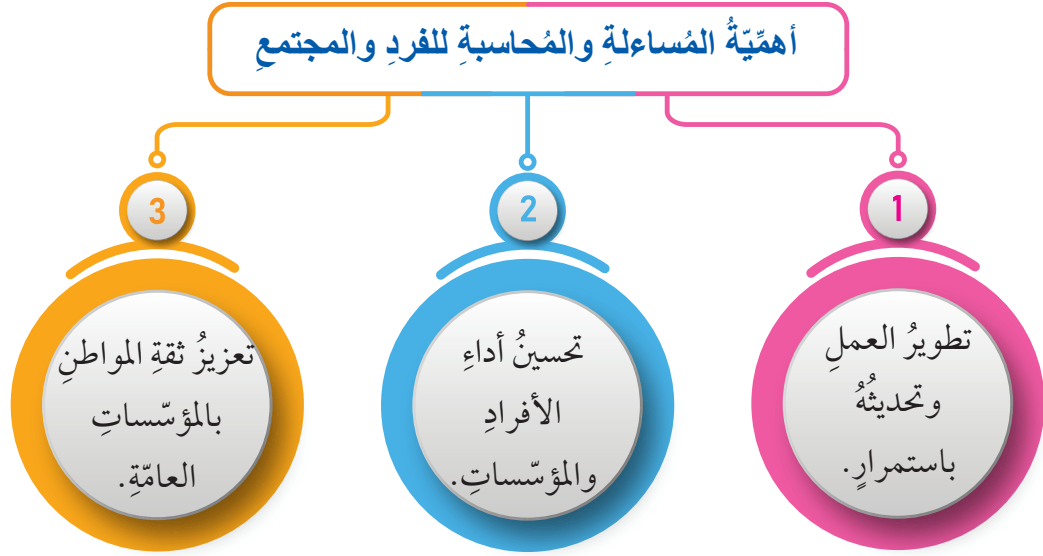 أهمِّيّةُ المُساءلةِ والمُحاسبةِ للفردِ والمجتمعِ
1
تطويرُ العملِ
وتحديثُهُ
باستمرارٍ.
2
تحسينُ أداءِ
الأفرادِ
والمؤسّساتِ.
3
تعزيزُ ثقةِ المواطنِ
بالمؤسّساتِ
العامّةِ.